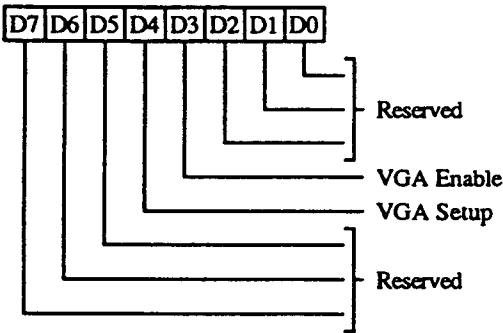 D7 D6 D5 D4 D3 D2 D1 D0
Reserved
VGA Enable
VGA Setup
Reserved